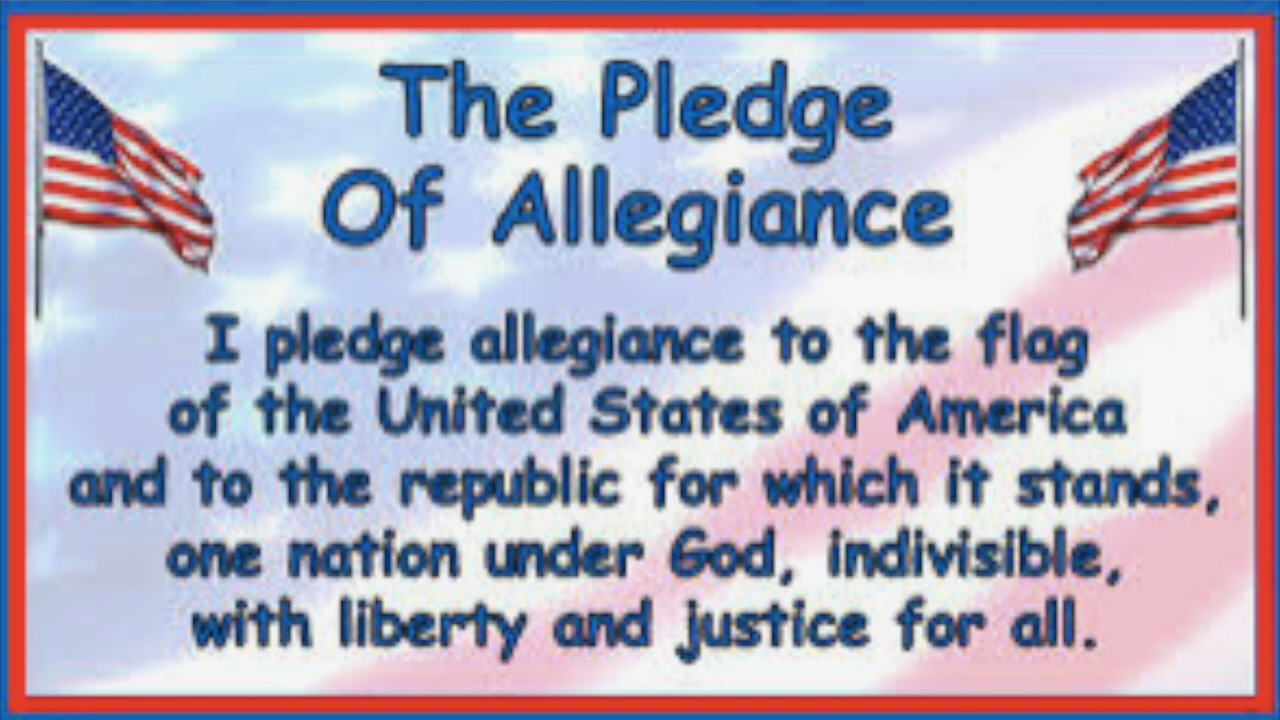 The Pledge
Of Allegiance
I pledge allegiance to the flag
of the United States of America
and to the republic for which it stands,
one nation under God, indivisible,
with liberty and justice for all.